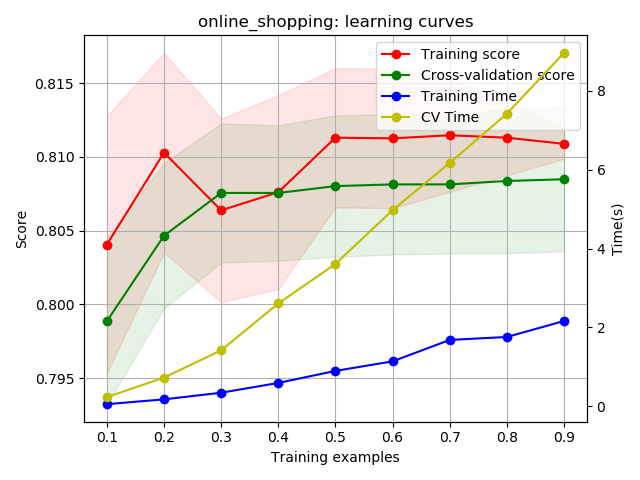 online_shopping: learning curves
Training score
Cross-validation score
Training Time
CV Time
0.815
0.810
0.805
0.800
0.795
Score
8
6
4
2
0
Time(s)
0.1 0.2 0.3 0.4 0.5 0.6 0.7 0.8 0.9
Training examples